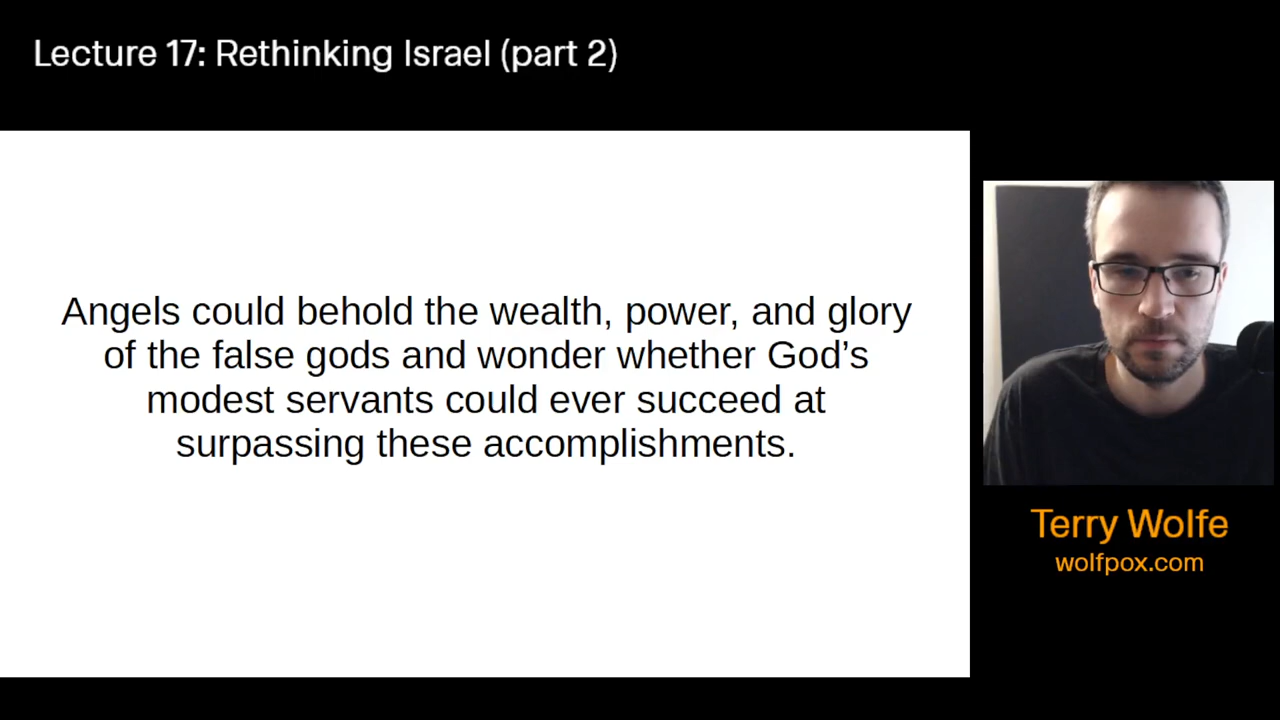 Lecture 17: Rethinking Israel (part 2)
Angels could behold the wealth, power, and glory
of the false gods and wonder whether God’s
modest servants could ever succeed at
surpassing these accomplishments.
Terry Wolfe
wolfpox.com